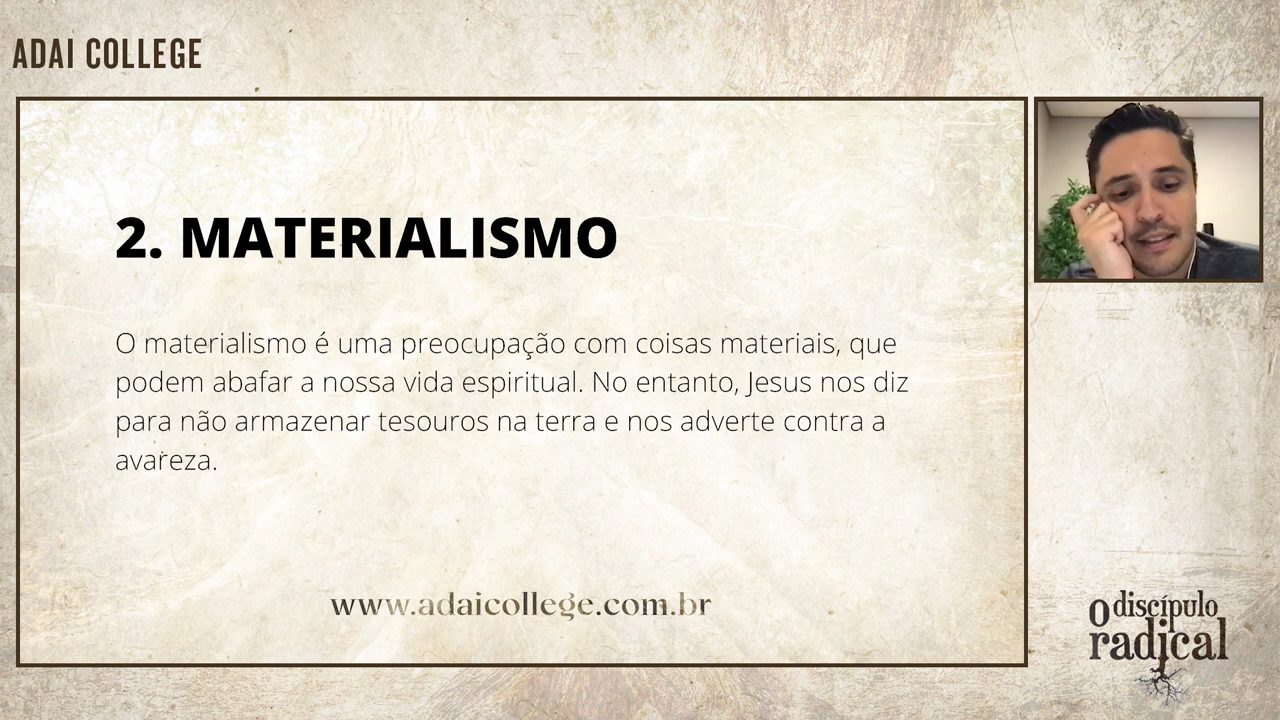 ADAI COLLEGE
2. MATERIALISMO
O materialismo é uma preocupação com coisas materiais, que
podem abafar a nossa vida espiritual. No entanto, Jesus nos diz
para não armazenar tesouros na terra e nos adverte contra a
avareza.
www.adaicollege.com.br
o discípulo
radical